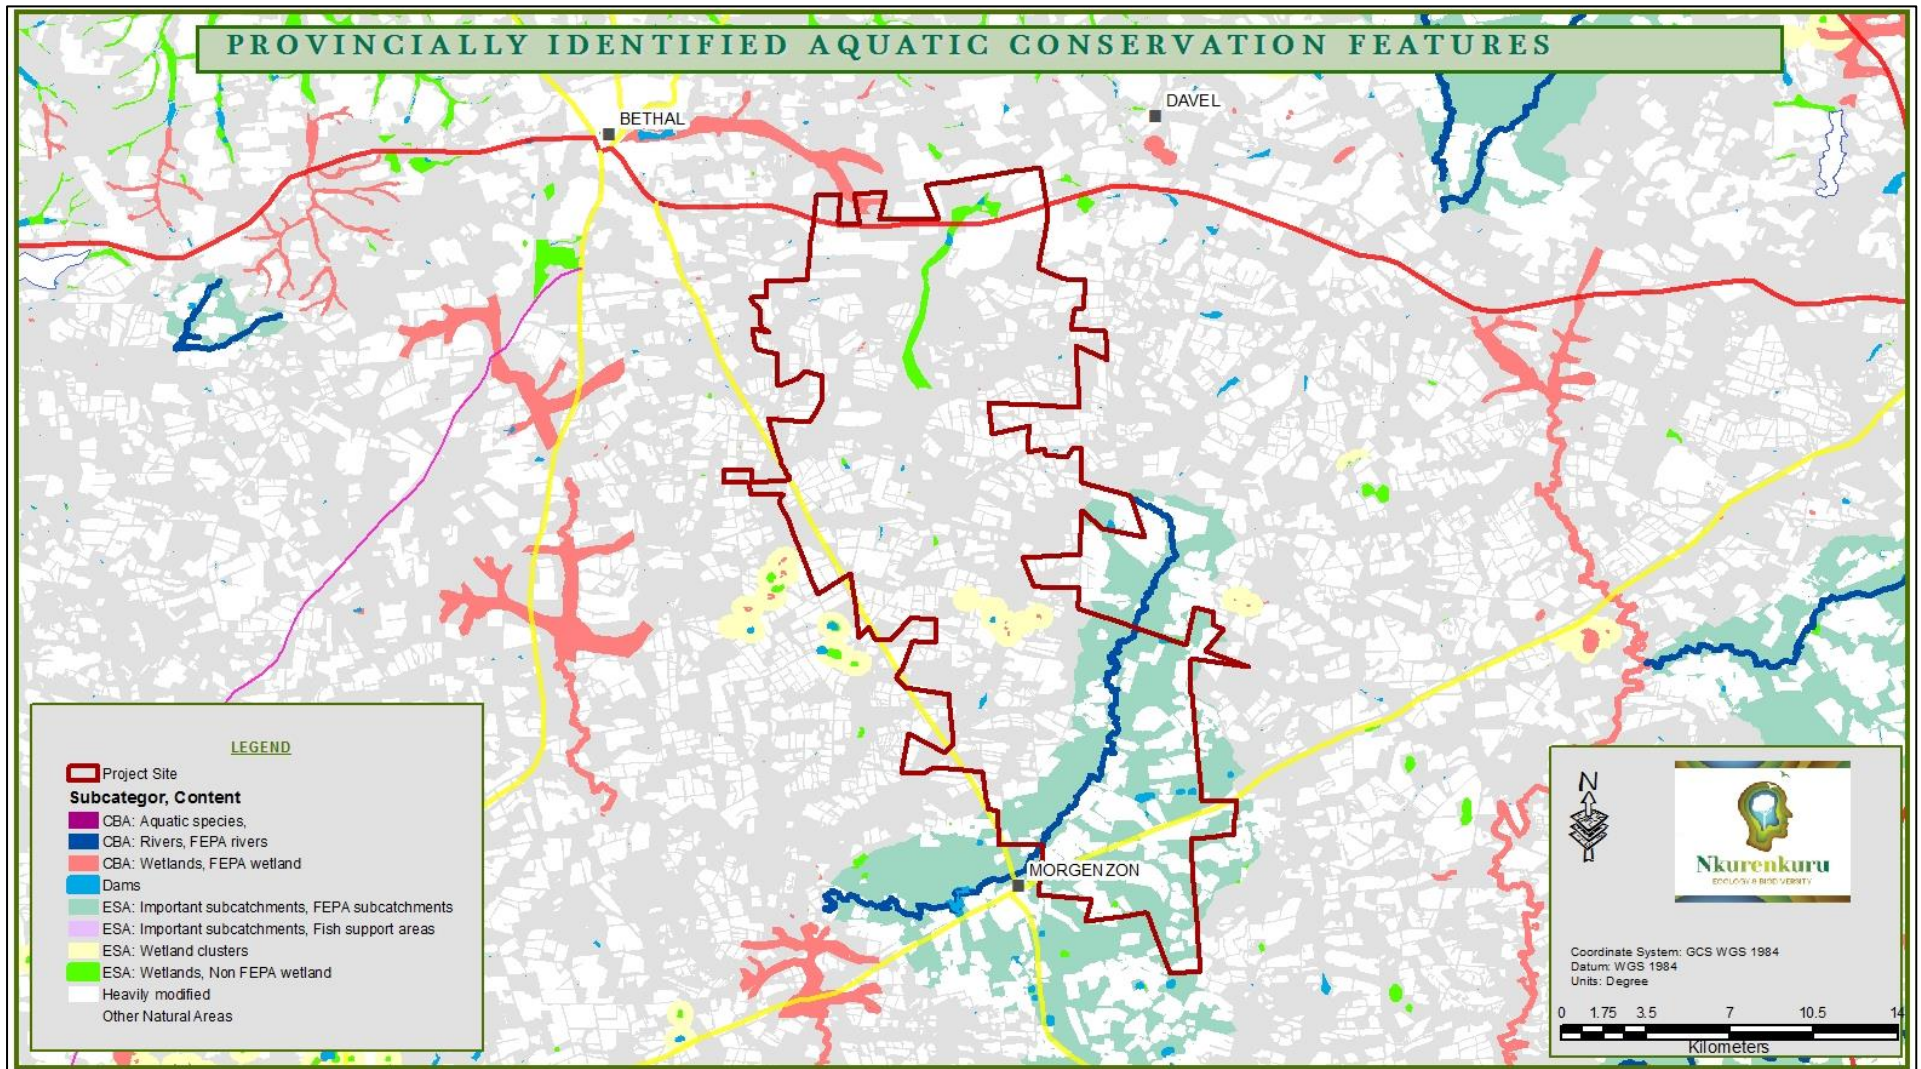 PROVINCIALLY IDENTIFIED AQUATIC CONSERVATION FEATURES
DAVEL
BETHAL
MORGENZON
LEGEND
Project Site
Subcategor, Content
CBA: Aquatic species,
CBA: Rivers, FEPA rivers
CBA: Wetlands, FEPA wetland
Dams
ESA: Important subcatchments, FEPA subcatchments
ESA: Important subcatchments, Fish support areas
ESA: Wetland clusters
ESA: Wetlands, Non FEPA wetland
Heavily modified
Other Natural Areas
N
Nkurenkuru
ECOLOGY & BIODIVERSITY
Coordinate System: GCS WGS 1984
Datum: WGS 1984
Units: Degree
0 1.75 3.5 7 10.5 14
Kilometers